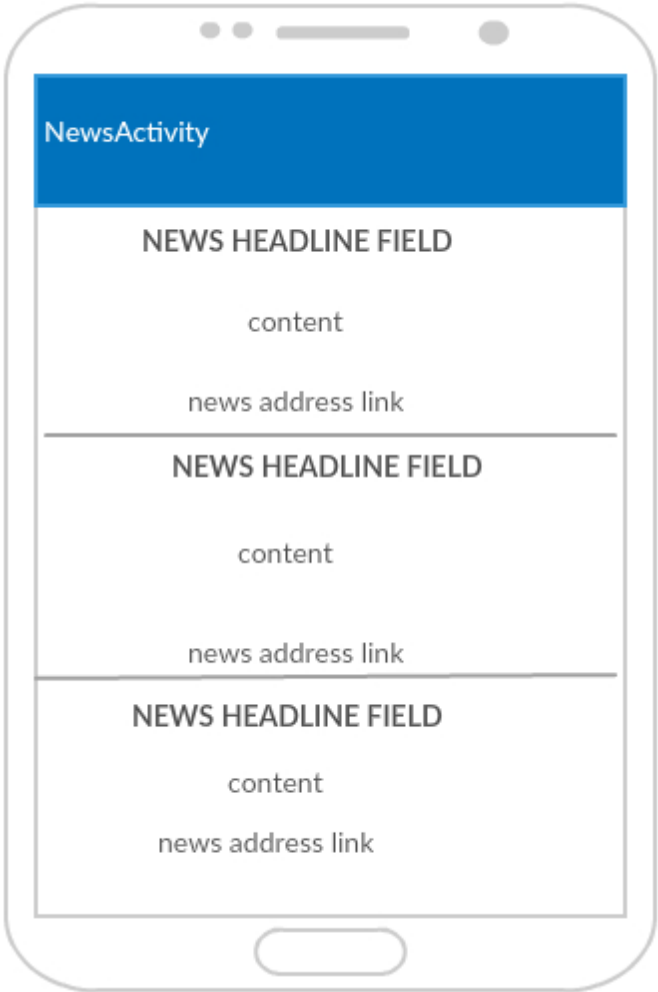 NewsActivity
NEWS HEADLINE FIELD
content
news address link
NEWS HEADLINE FIELD
content
news address link
NEWS HEADLINE FIELD
content
news address link